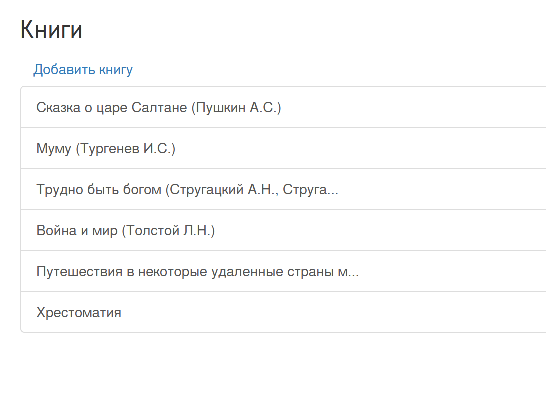 Книги
Добавить книгу
Сказка о царе Салтане (Пушкин А.С.)
Муму (Тургенев И.С.)
Трудно быть богом (Стругацкий А.Н., Струга...
Война и мир (Толстой Л.Н.)
Путешествия в некоторые удаленные страны м...
Хрестоматия